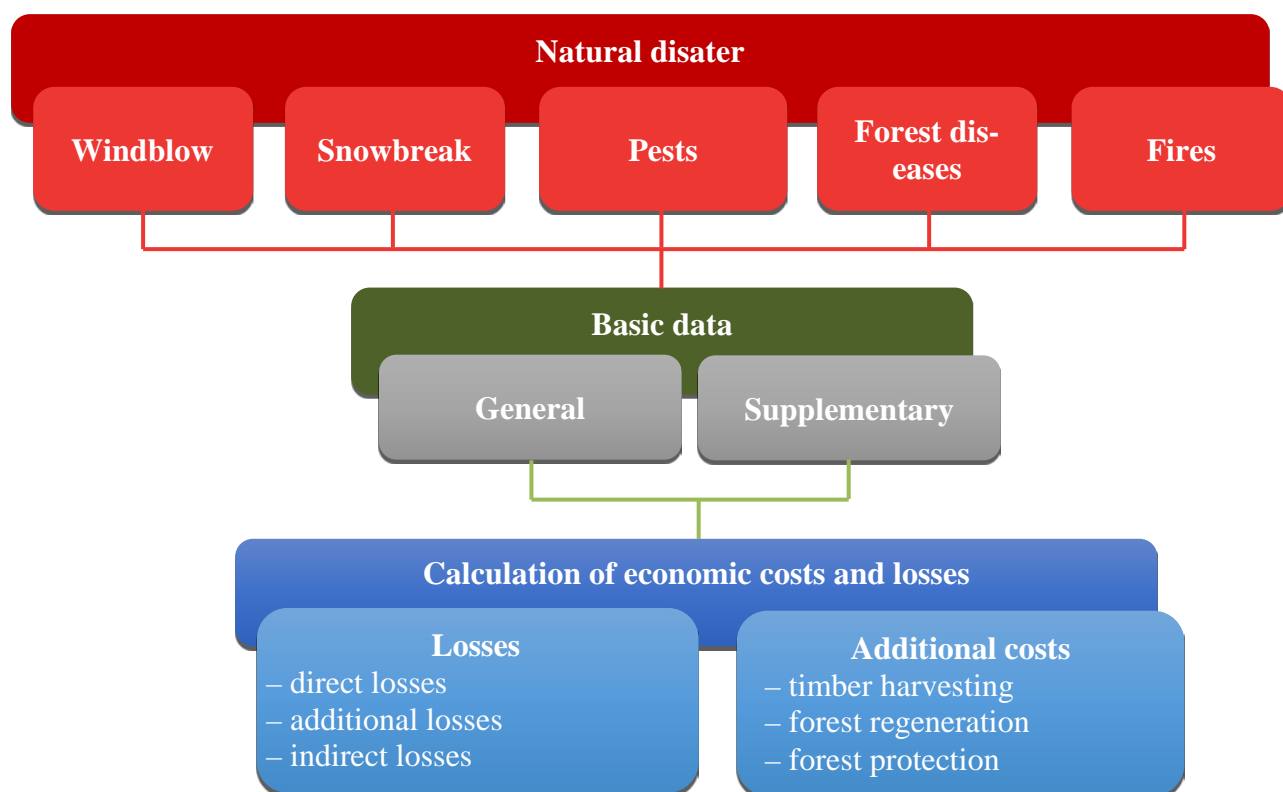 Natural disater
Windblow
Snowbreak
Pests
Forest dis-
eases
Fires
Basic data
General
Supplementary
Calculation of economic costs and losses
Losses
– direct losses
– additional losses
– indirect losses
Additional costs
– timber harvesting
– forest regeneration
– forest protection